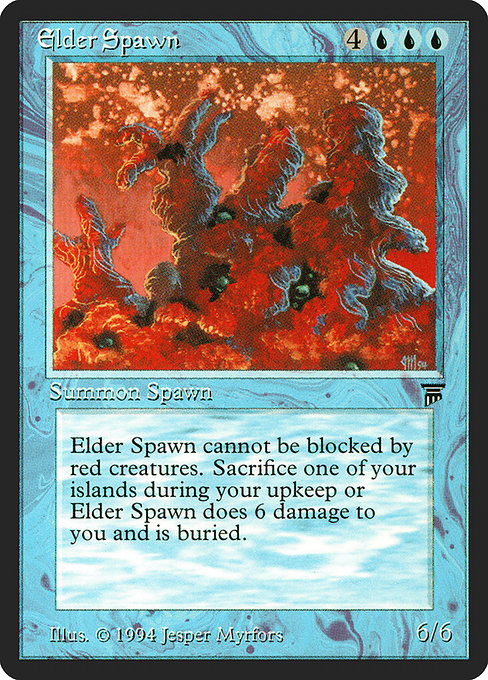 Elder Spawn 4
Summon Spawn
Elder Spawn cannot be blocked by
red creatures. Sacrifice one of your
islands during your upkeep or
Elder Spawn does 6 damage to
you and is buried.
Illus. © 1994 Jesper Myrfors 6/6